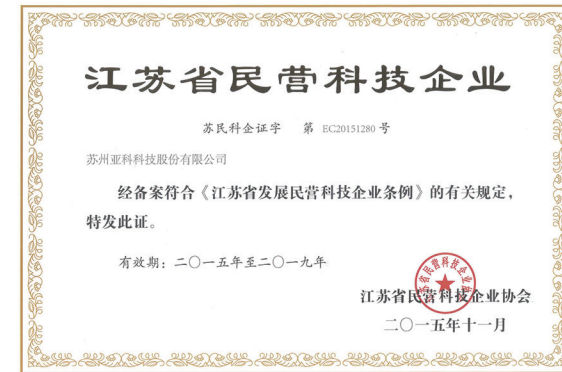 江苏省民营科技企业
苏民科企证字 第 EC20151280 号
苏州亚科科技股份有限公司
经备案符合《江苏省发展民营科技企业条例》的有关规定，
特发此证。
有效期：二〇一五年至二〇一九年
江苏省民营科技企业协会
二〇一五年十一月